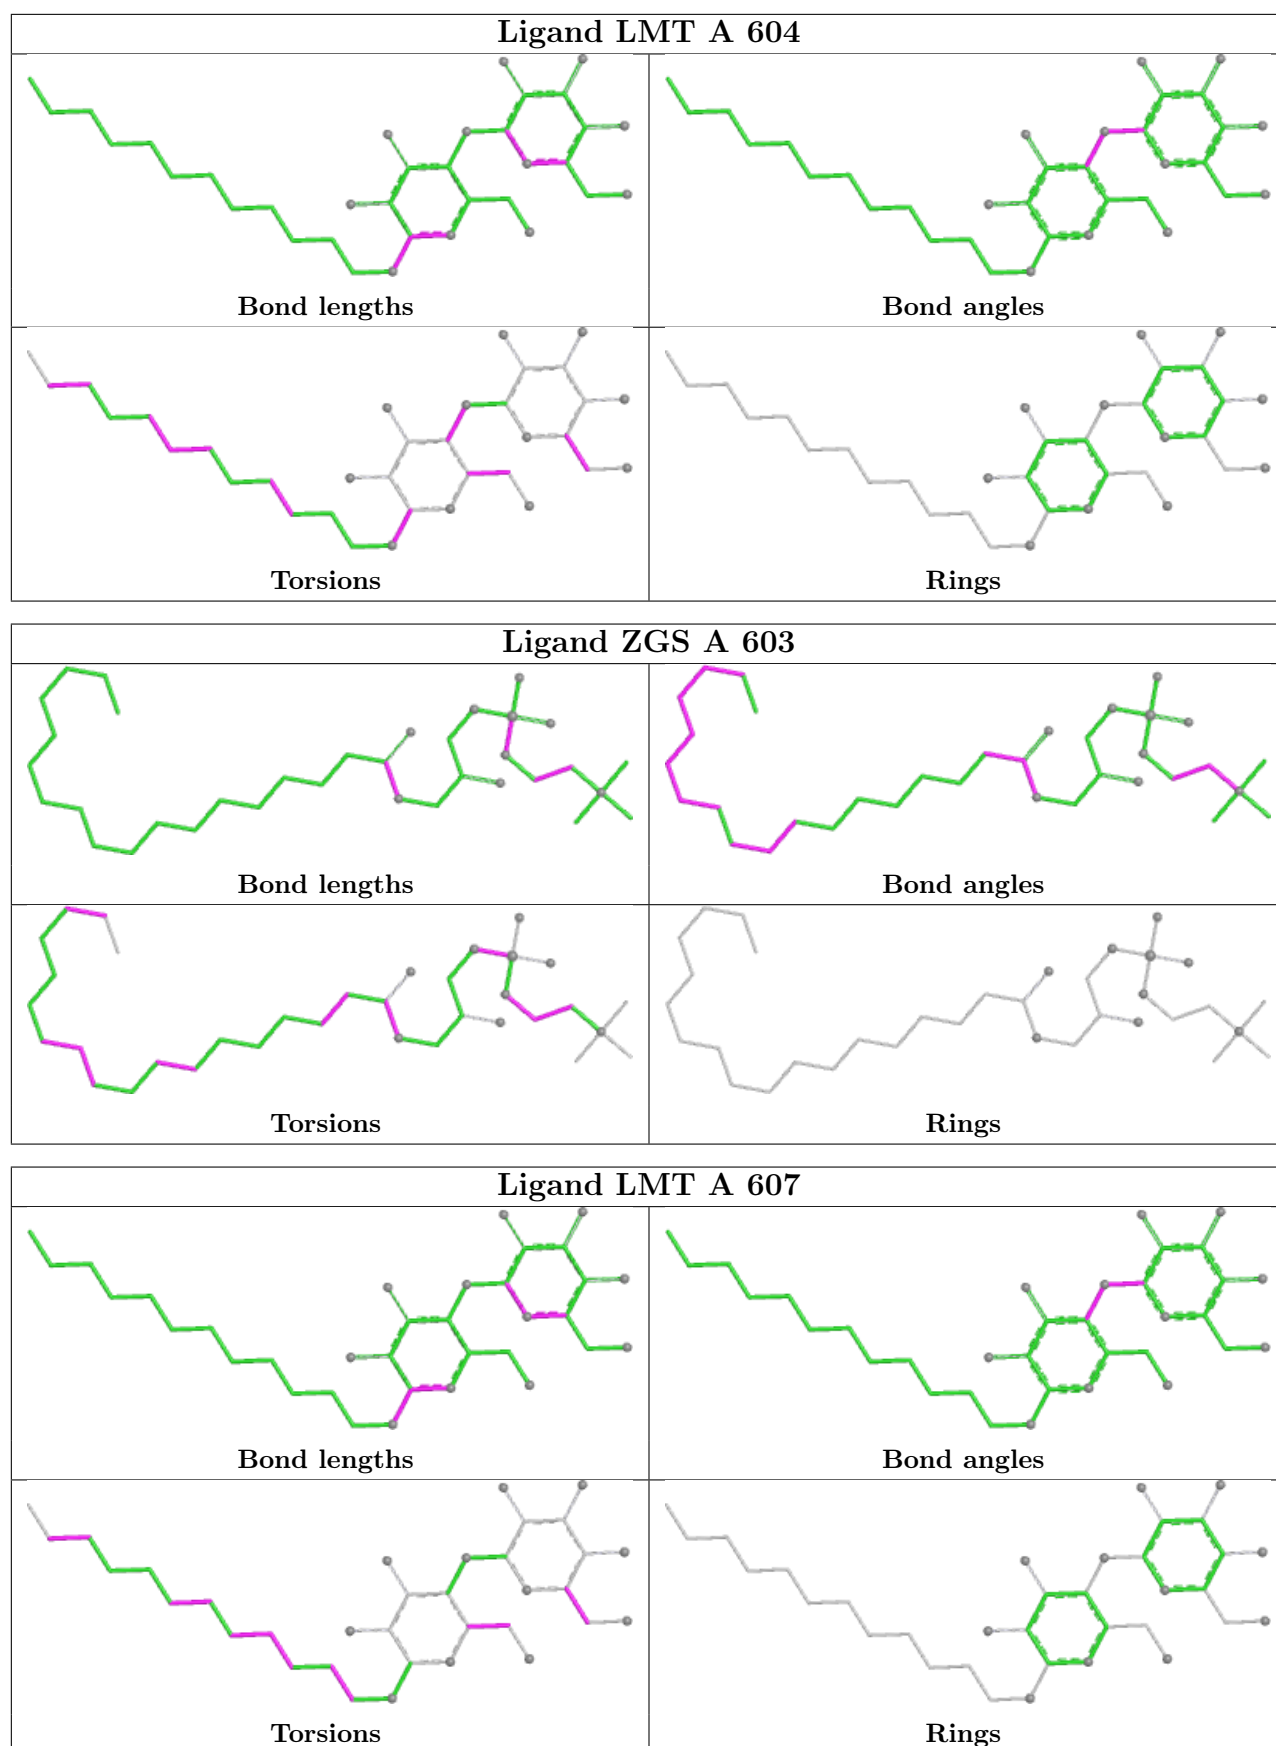 Ligand LMT A 604
Bond lengths
Bond angles
Torsions
Rings
Ligand ZGS A 603
Bond lengths
Bond angles
Torsions
Rings
Ligand LMT A 607
Bond lengths
Bond angles
Torsions
Rings